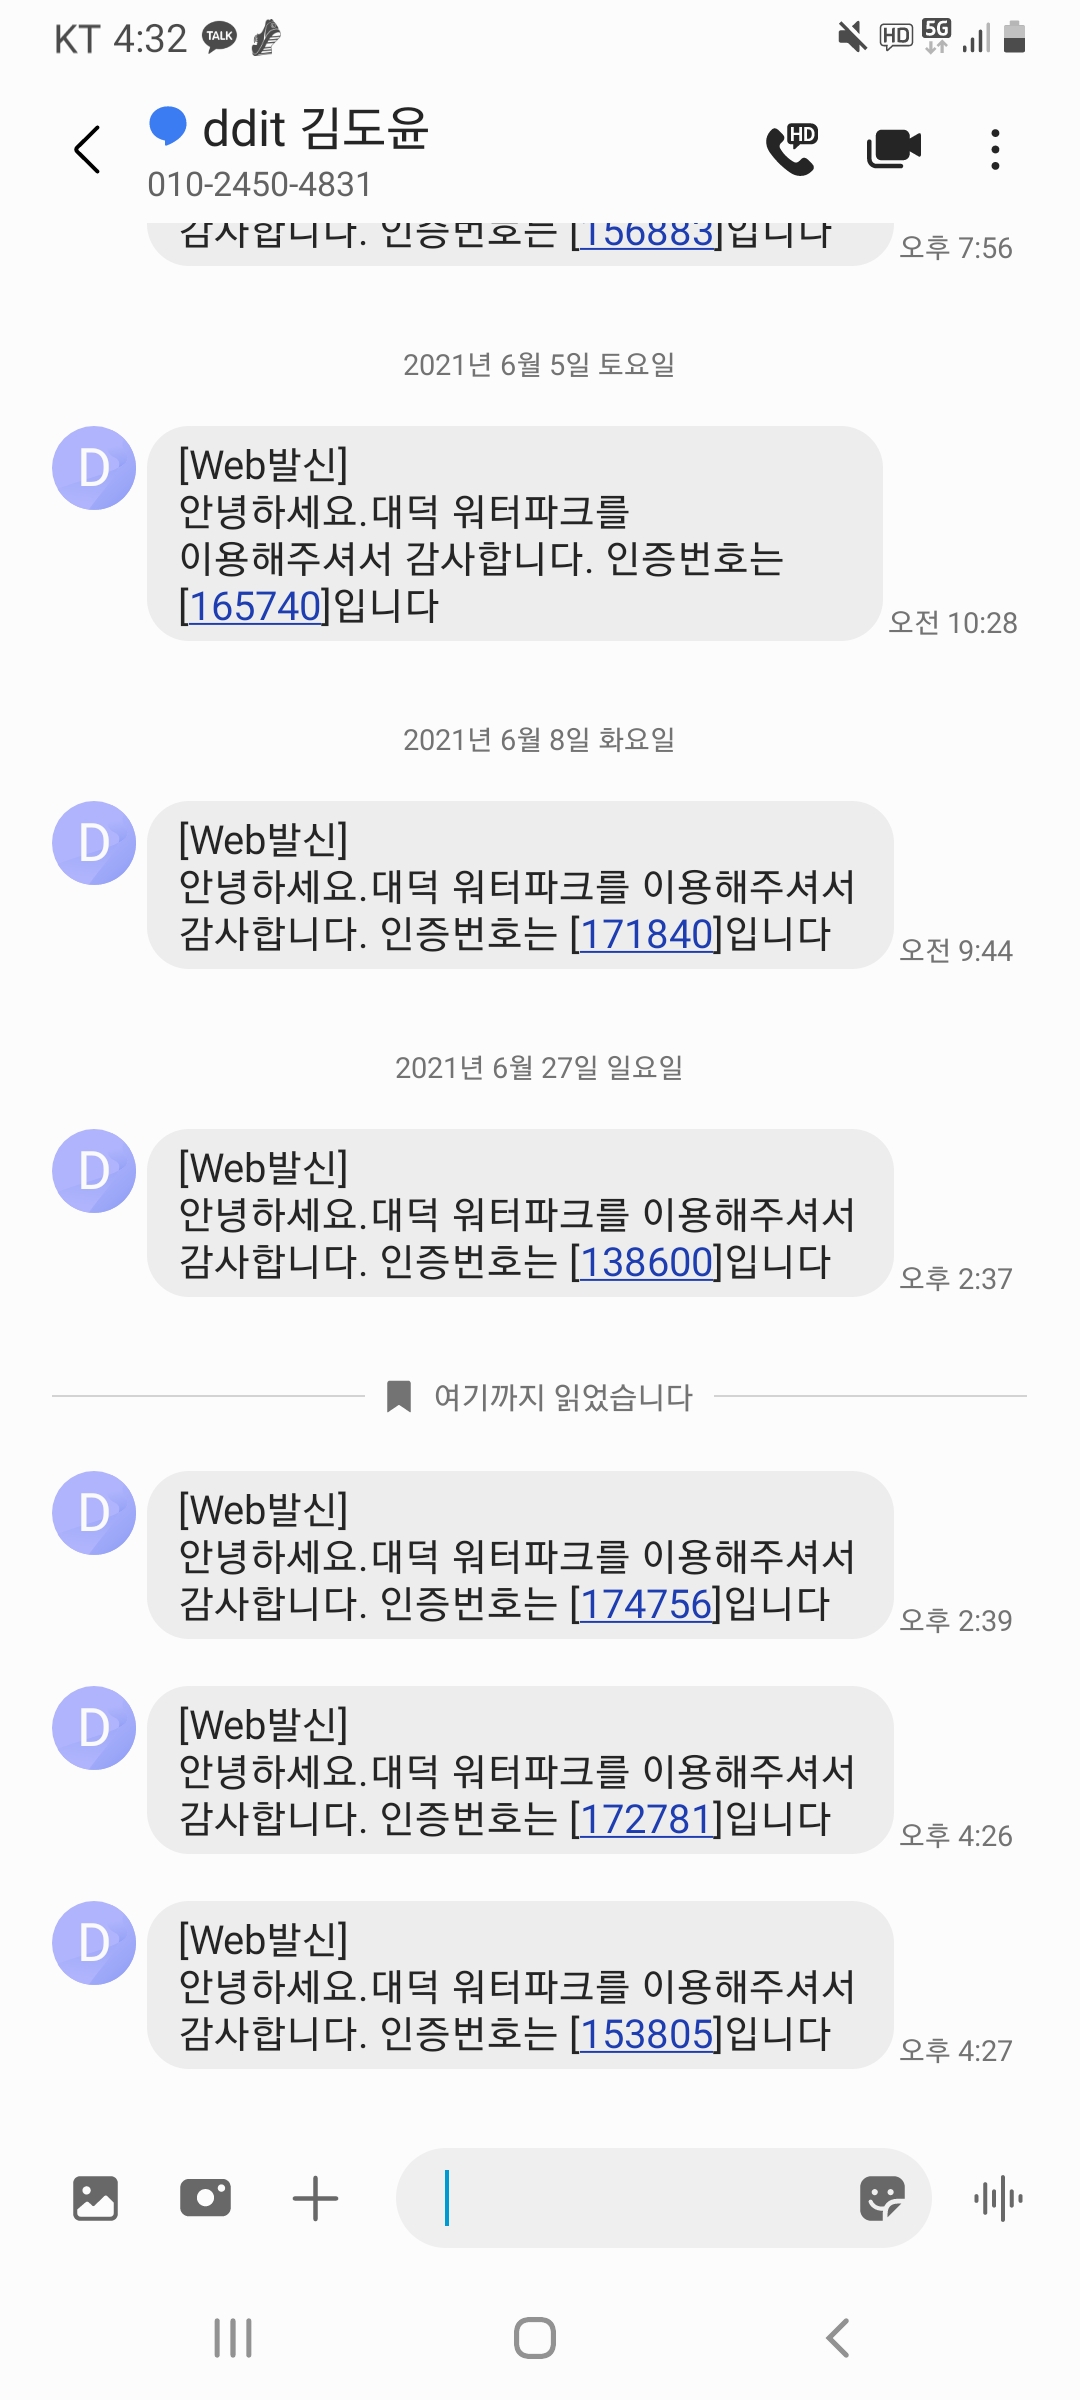 KT 4:32 TALK HD 5G
ddit 김도윤 HD
010-2450-4831
감사합니다. 인증번호는 [156883]입니다
오후 7:56
2021년 6월 5일 토요일
D
[Web발신]
안녕하세요.대덕 워터파크를
이용해주셔서 감사합니다. 인증번호는
[165740]입니다
오전 10:28
2021년 6월 8일 화요일
D
[Web발신]
안녕하세요.대덕 워터파크를 이용해주셔서
감사합니다. 인증번호는 [171840]입니다
오전 9:44
2021년 6월 27일 일요일
D
[Web발신]
안녕하세요.대덕 워터파크를 이용해주셔서
감사합니다. 인증번호는 [138600]입니다
오후 2:37
여기까지 읽었습니다
D
[Web발신]
안녕하세요.대덕 워터파크를 이용해주셔서
감사합니다. 인증번호는 [174756]입니다
오후 2:39
D
[Web발신]
안녕하세요.대덕 워터파크를 이용해주셔서
감사합니다. 인증번호는 [172781]입니다
오후 4:26
D
[Web발신]
안녕하세요.대덕 워터파크를 이용해주셔서
감사합니다. 인증번호는 [153805]입니다
오후 4:27